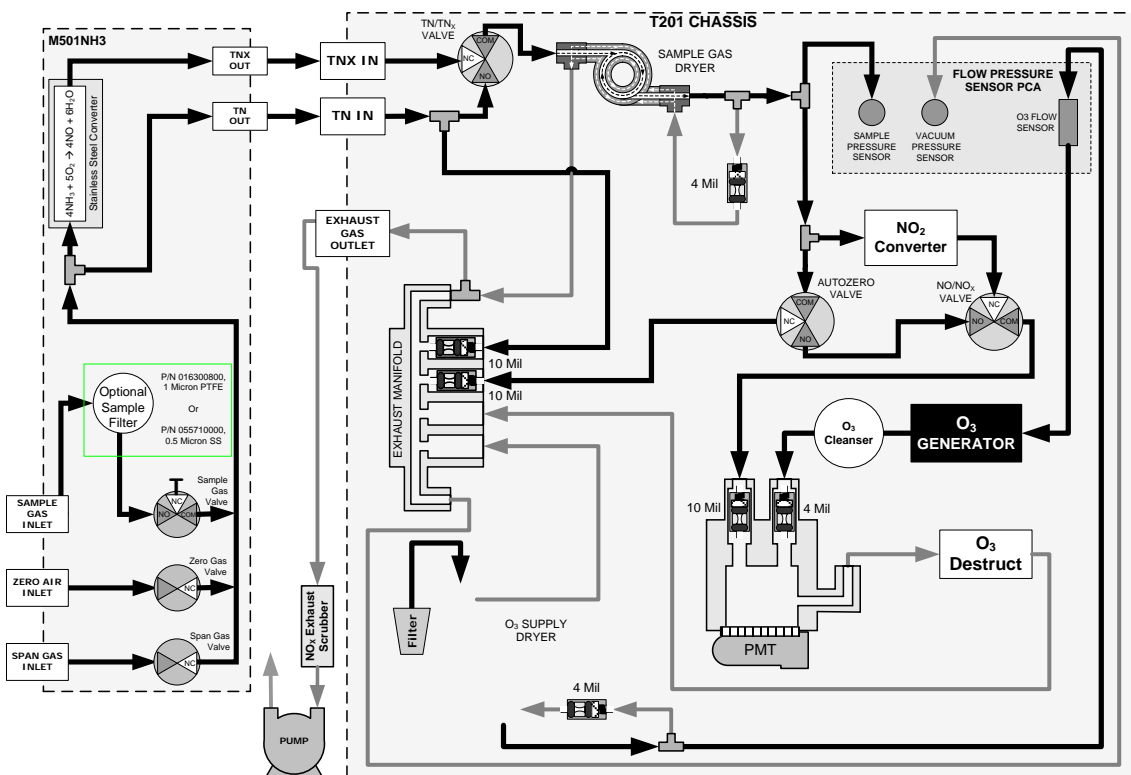 T201 CHASSIS
M501NH3
4NH₃ + 5O₂ → 4NO + 6H₂O
Stainless Steel Converter
TNX
OUT
TN
OUT
TNX IN
TN IN
TN/TNX
VALVE
COM
NC
NO
SAMPLE GAS
DRYER
4 Mil
FLOW PRESSURE
SENSOR PCA
SAMPLE
PRESSURE
SENSOR
VACUUM
PRESSURE
SENSOR
O3 FLOW
SENSOR
EXHAUST
GAS
OUTLET
NO₂
Converter
AUTOZERO
VALVE
COM
NC
NO
NO/NOx
VALVE
NC
NO
COM
EXHAUST MANIFOLD
10 Mil
10 Mil
Optional
Sample
Filter
P/N 016300800,
1 Micron PTFE
Or
P/N 055710000,
0.5 Micron SS
SAMPLE GAS
INLET
Sample Gas
Valve
NC
NO
COM
ZERO AIR
INLET
Zero Gas
Valve
NC
SPAN GAS
INLET
Span Gas
Valve
NC
O₃
Cleanser
O₃
GENERATOR
10 Mil
4 Mil
O₃
Destruct
PMT
Filter
O₃ SUPPLY
DRYER
NOx Exhaust
Scrubber
PUMP
4 Mil